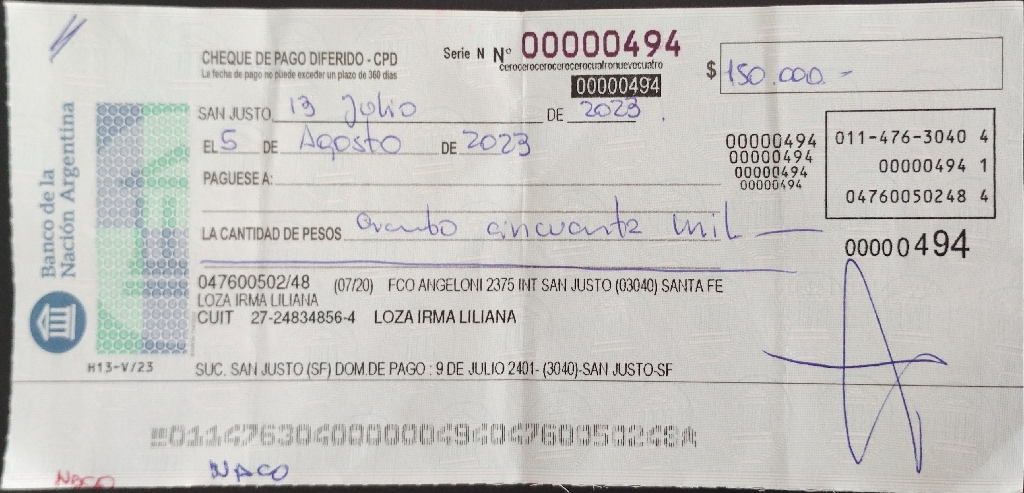 CHEQUE DE PAGO DIFERIDO - CPD
La fecha de pago no puede exceder un plazo de 360 días
Serie N Nº 00000494
cerocerocerocerocerocuatronuevecuatro
00000494
$ 150.000.-
SAN JUSTO 13 Julio DE 2023.
EL 5 DE Agosto DE 2023
PAGUESE A:
00000494
00000494
00000494
00000494
011-476-3040 4
00000494 1
04760050248 4
LA CANTIDAD DE PESOS cincuenta mil
00000494
047600502/48 (07/20) FCO ANGELONI 2375 INT SAN JUSTO (03040) SANTA FE
LOZA IRMA LILIANA
CUIT 27-24834856-4 LOZA IRMA LILIANA
SUC. SAN JUSTO (SF) DOM.DE PAGO : 9 DE JULIO 2401- (3040)-SAN JUSTO-SF
Banco de la
Nación Argentina
H13-V/23
NACO